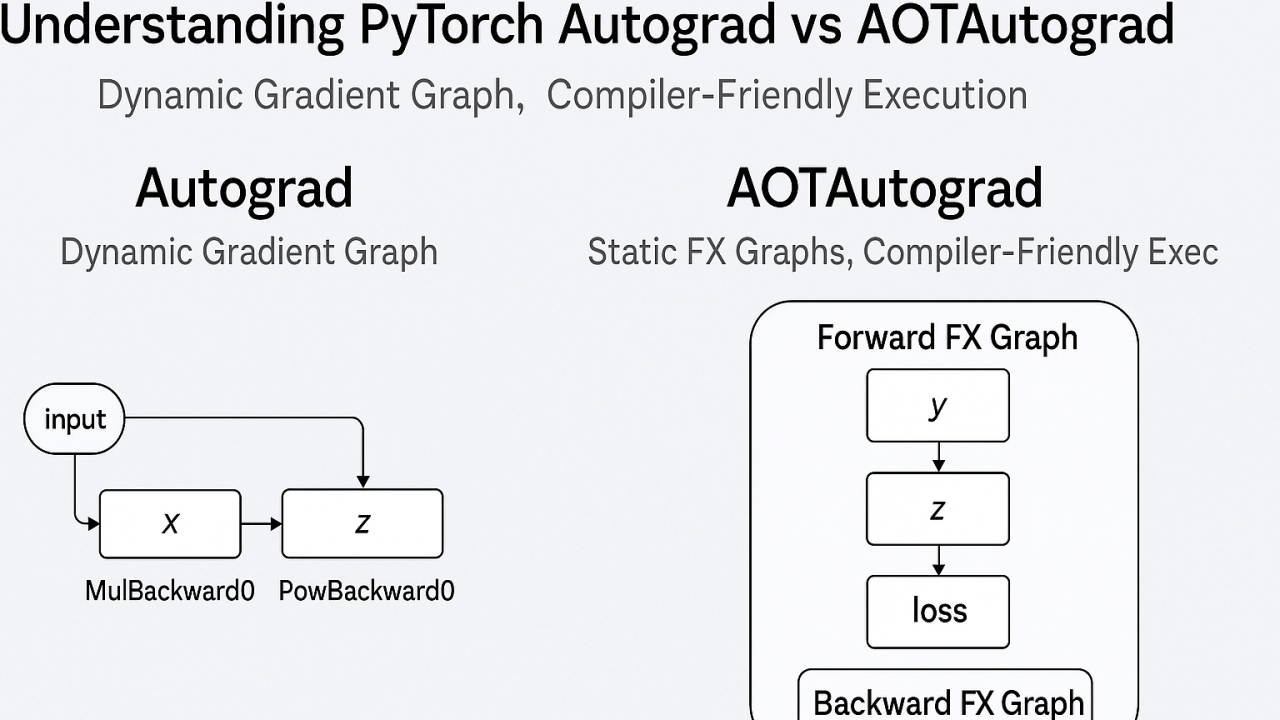 Understanding PyTorch Autograd vs AOTAutograd
Dynamic Gradient Graph, Compiler-Friendly Execution
Autograd
Dynamic Gradient Graph
input
x
z
MulBackward0
PowBackward0
AOTAutograd
Static FX Graphs, Compiler-Friendly Exec
Forward FX Graph
y
z
loss
Backward FX Graph